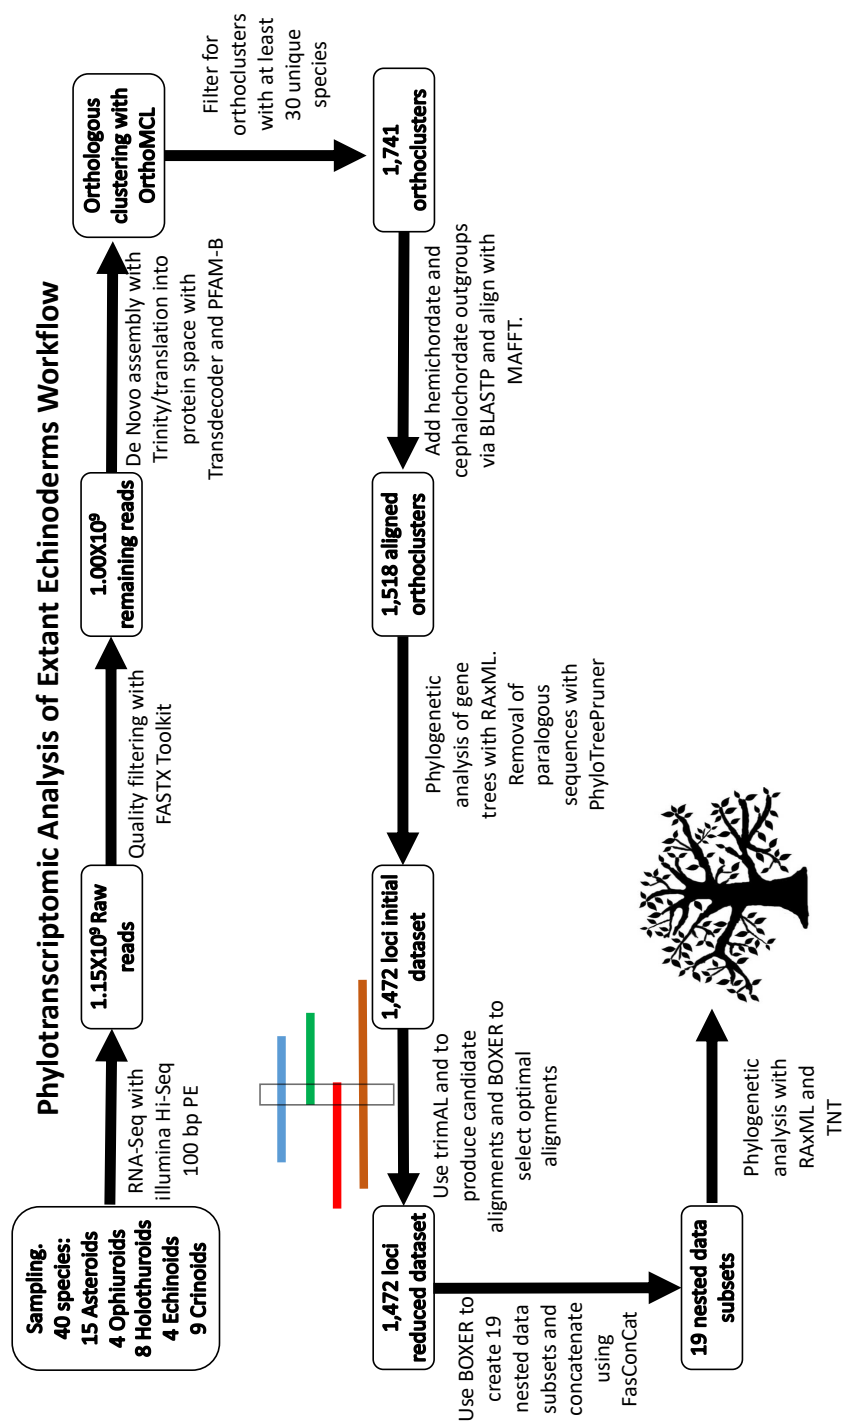 Phylotranscriptomic Analysis of Extant Echinoderms Workflow
Sampling.
40 species:
15 Asteroids
4 Ophiuroids
8 Holothuroids
4 Echinoids
9 Crinoids
RNA-Seq with
illumina Hi-Seq
100 bp PE
1.15X10⁹ Raw
reads
Quality filtering with
FASTX Toolkit
1.00X10⁹
remaining reads
De Novo assembly with
Trinity/translation into
protein space with
Transdecoder and PFAM-B
Orthologous
clustering with
OrthoMCL
Filter for
orthoclusters
with at least
30 unique
species
1,741
orthoclusters
Add hemichordate and
cephalochordate outgroups
via BLASTP and align with
MAFFT.
1,518 aligned
orthoclusters
Phylogenetic
analysis of gene
trees with RAxML.
Removal of
paralogous
sequences with
PhyloTreePruner
1,472 loci initial
dataset
Use trimAL and to
produce candidate
alignments and BOXER to
select optimal
alignments
1,472 loci
reduced dataset
Use BOXER to
create 19
nested data
subsets and
concatenate
using
FasConCat
19 nested data
subsets
Phylogenetic
analysis with
RAxML and
TNT